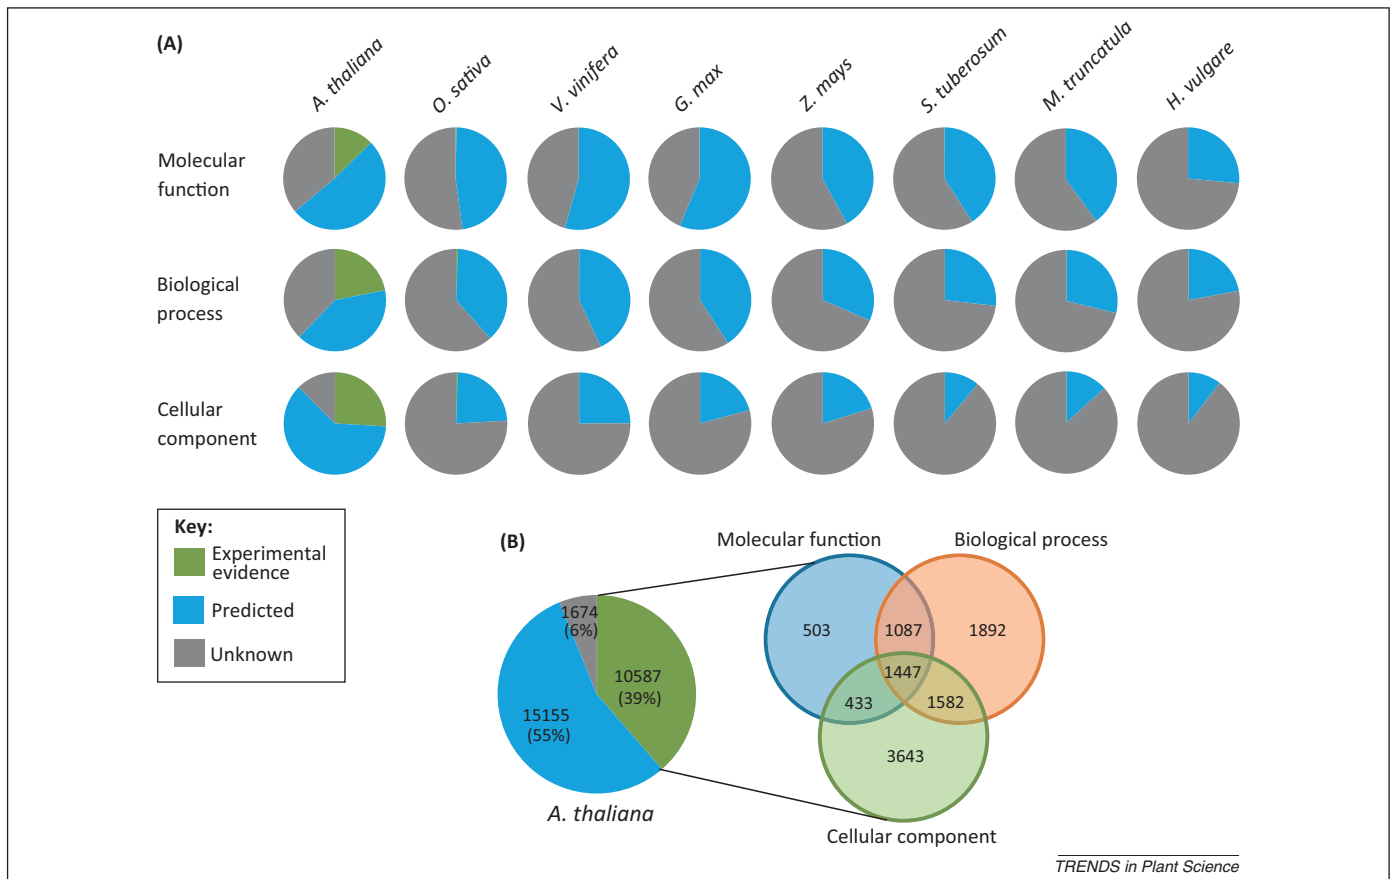 (A)
A. thaliana
O. sativa
V. vinifera
G. max
Z. mays
S. tuberosum
M. truncatula
H. vulgare
Molecular
function
Biological
process
Cellular
component
Key:
Experimental
evidence
Predicted
Unknown
(B)
1674
(6%)
10587
(39%)
15155
(55%)
A. thaliana
Molecular function
Biological process
503
1087
1892
1447
433
1582
3643
Cellular component
TRENDS in Plant Science